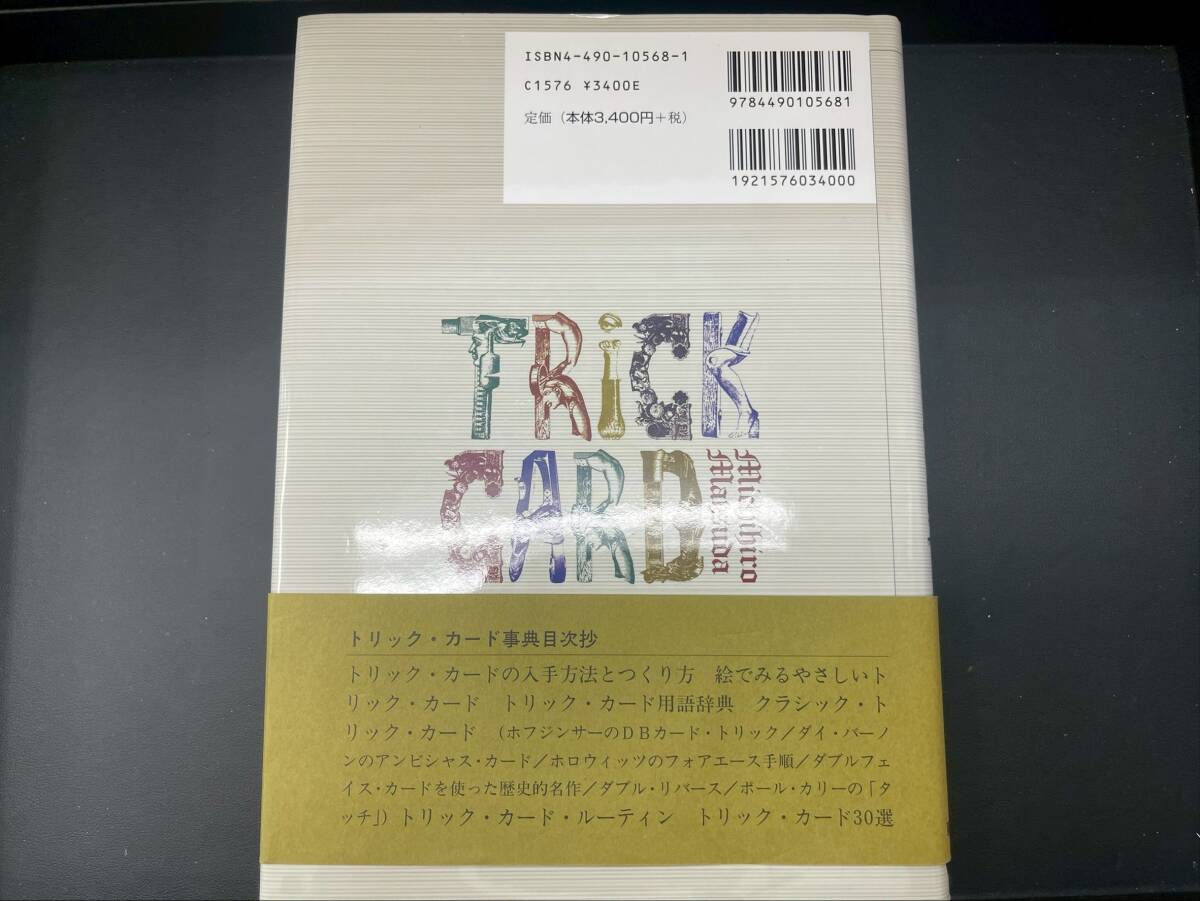 ISBN4-490-10568-1
C1576 ¥3400E
定価（本体3,400円＋税）
9784490105681
1921576034000
TRiCK
CARD
Michihiro
Matsuda
トリック・カード事典目次抄
トリック・カードの入手方法とつくり方　絵でみるやさしいト
リック・カード　トリック・カード用語辞典　クラシック・ト
リック・カード　（ホフジンサーのＤＢカード・トリック／ダイ・バーノ
ンのアンビシャス・カード／ホロウィッツのフォアエース手順／ダブルフェ
イス・カードを使った歴史的名作／ダブル・リバース／ポール・カリーの「タ
ッチ」）トリック・カード・ルーティン　トリック・カード30選